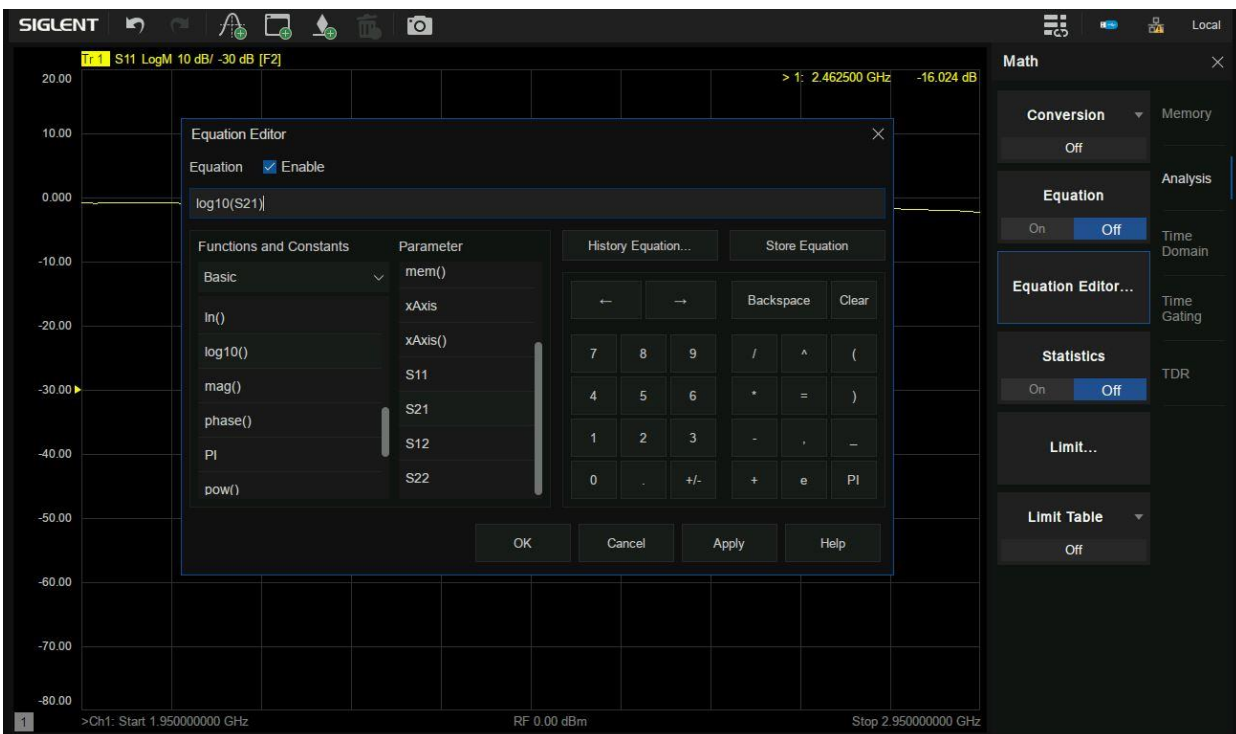 SIGLENT
Local
Tr 1 S11 LogM 10 dB/ -30 dB [F2]
> 1: 2.462500 GHz -16.024 dB
20.00
10.00
0.000
-10.00
-20.00
-30.00
-40.00
-50.00
-60.00
-70.00
-80.00
Equation Editor
Equation Enable
log10(S21)
Functions and Constants
Basic
ln()
log10()
mag()
phase()
PI
pow()
Parameter
mem()
xAxis
xAxis()
S11
S21
S12
S22
History Equation... Store Equation
← → Backspace Clear
7 8 9 / ^ (
4 5 6 * = )
1 2 3 - , _
0 . +/- + e PI
OK Cancel Apply Help
Math
Conversion
Off
Equation
On Off
Equation Editor...
Statistics
On Off
Limit...
Limit Table
Off
Memory
Analysis
Time
Domain
Time
Gating
TDR
1 >Ch1: Start 1.950000000 GHz RF 0.00 dBm Stop 2.950000000 GHz